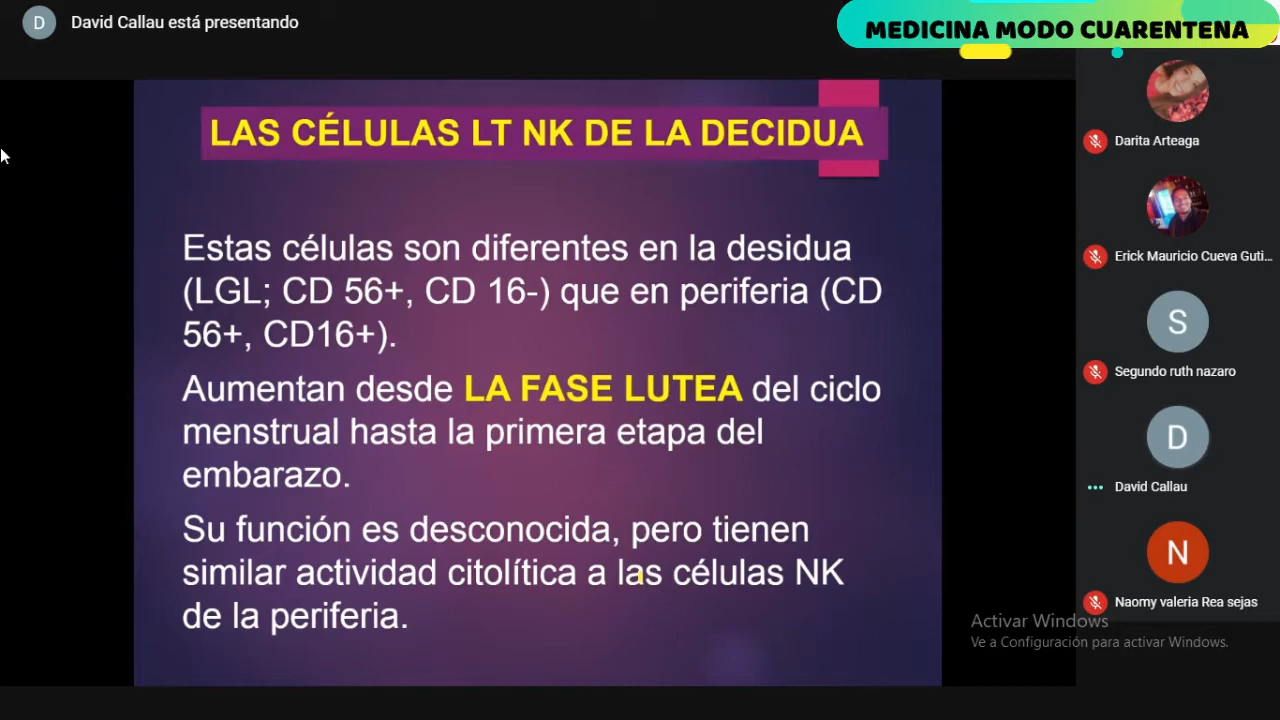 D
David Callau está presentando
MEDICINA MODO CUARENTENA
LAS CÉLULAS LT NK DE LA DECIDUA
Estas células son diferentes en la desidua
(LGL; CD 56+, CD 16-) que en periferia (CD
56+, CD16+).
Aumentan desde LA FASE LUTEA del ciclo
menstrual hasta la primera etapa del
embarazo.
Su función es desconocida, pero tienen
similar actividad citolítica a las células NK
de la periferia.
Darita Arteaga
Erick Mauricio Cueva Guti...
S
Segundo ruth nazaro
D
David Callau
N
Naomy valeria Rea sejas
Activar Windows
Ve a Configuración para activar Windows.